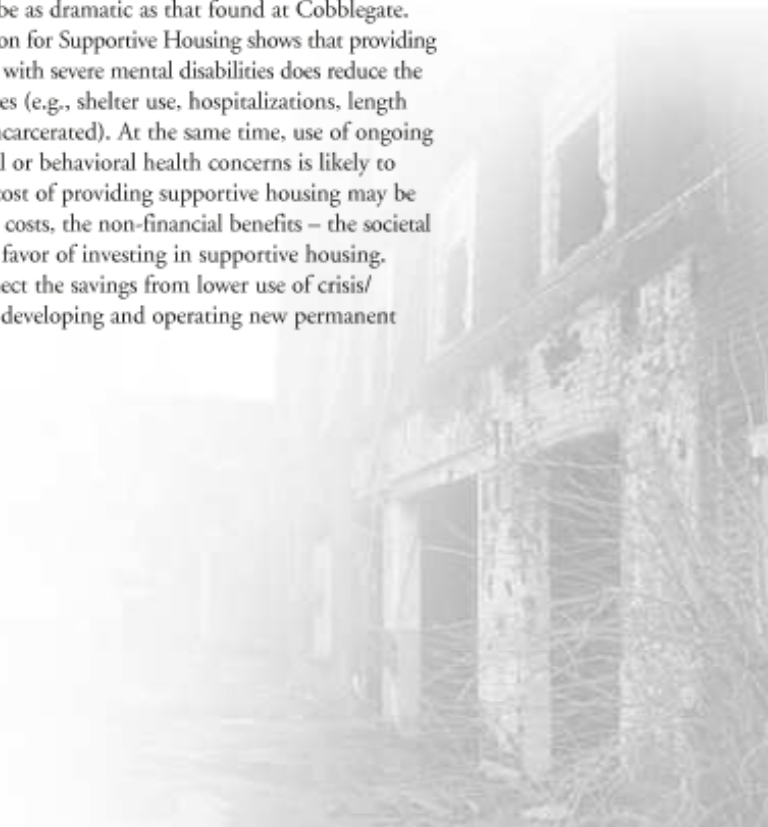 be as dramatic as that found at Cobblegate.
on for Supportive Housing shows that providing
with severe mental disabilities does reduce the
es (e.g., shelter use, hospitalizations, length
ncarcerated). At the same time, use of ongoing
l or behavioral health concerns is likely to
cost of providing supportive housing may be
costs, the non-financial benefits – the societal
favor of investing in supportive housing.
ect the savings from lower use of crisis/
developing and operating new permanent